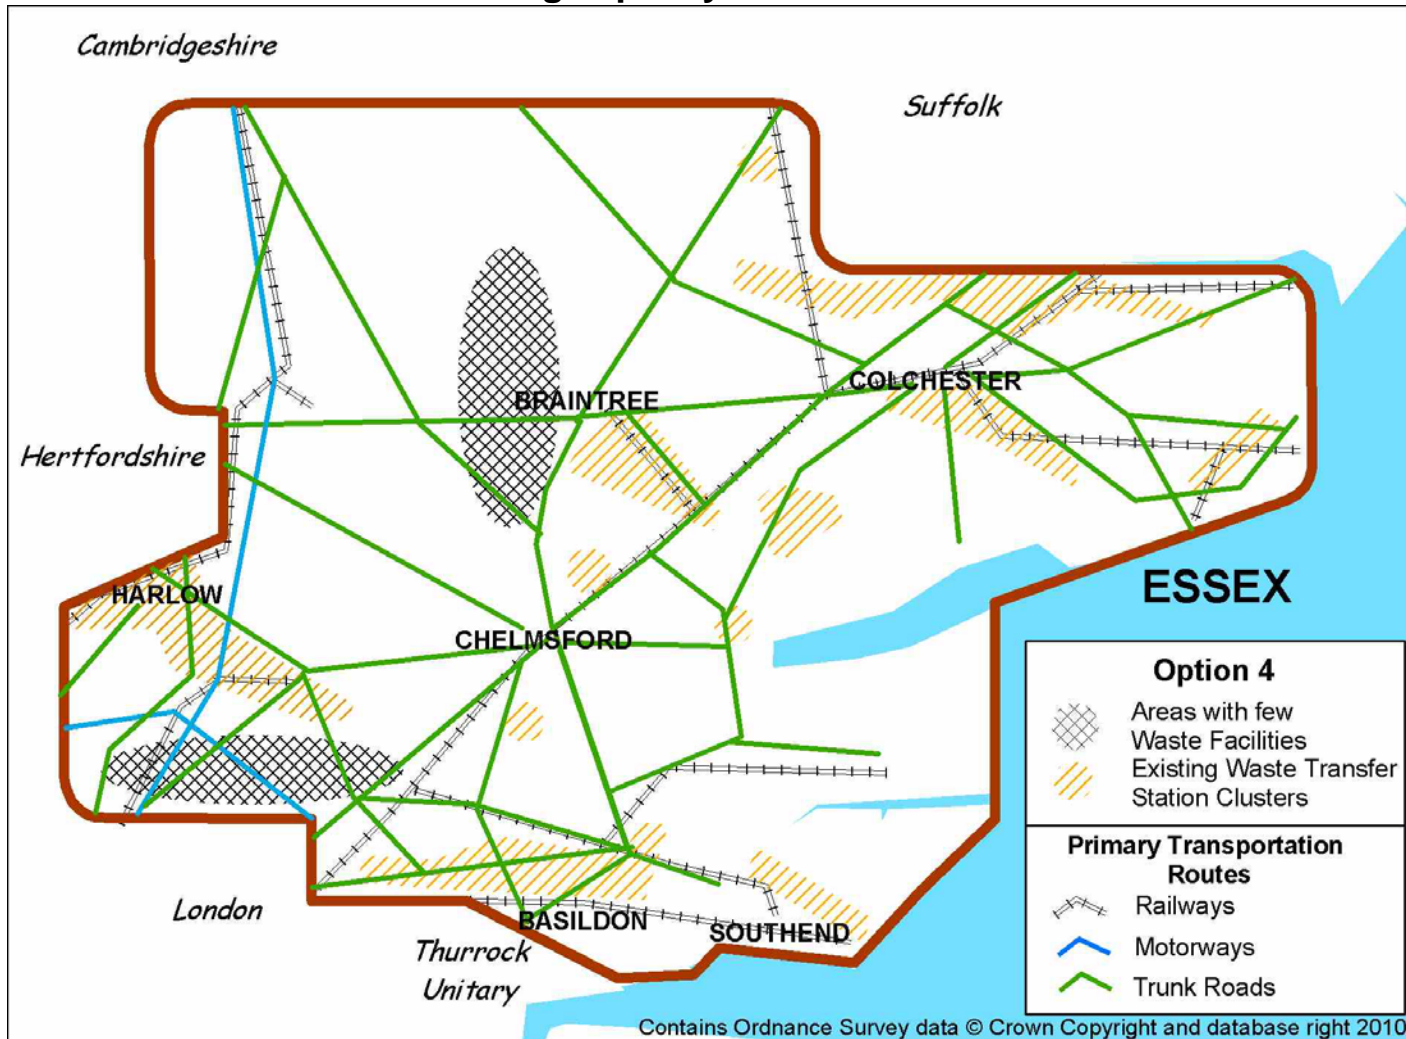 Cambridgeshire
Suffolk
COLCHESTER
BRAINTREE
Hertfordshire
HARLOW
ESSEX
CHELMSFORD
Option 4
Areas with few
Waste Facilities
Existing Waste Transfer
Station Clusters
Primary Transportation
Routes
Railways
Motorways
Trunk Roads
London
BASILDON
SOUTHEND
Thurrock
Unitary
Contains Ordnance Survey data © Crown Copyright and database right 2010